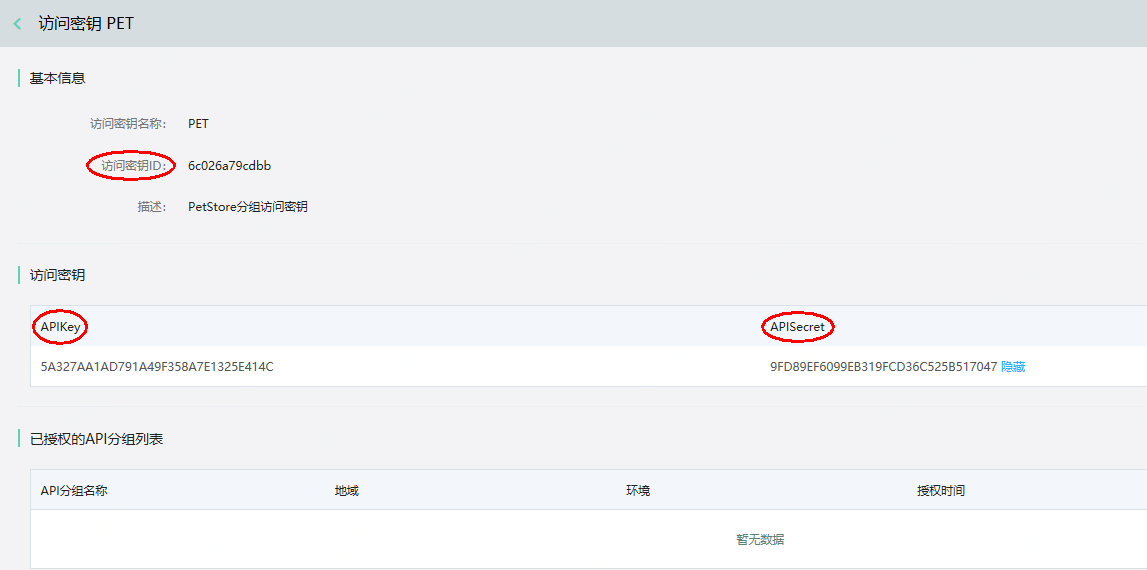 访问密钥 PET
基本信息
访问密钥名称: PET
访问密钥ID: 6c026a79cdbb
描述: PetStore分组访问密钥
访问密钥
APIKey APISecret
5A327AA1AD791A49F358A7E1325E414C 9FD89EF6099EB319FCD36C525B517047 隐藏
已授权的API分组列表
API分组名称 地域 环境 授权时间
暂无数据